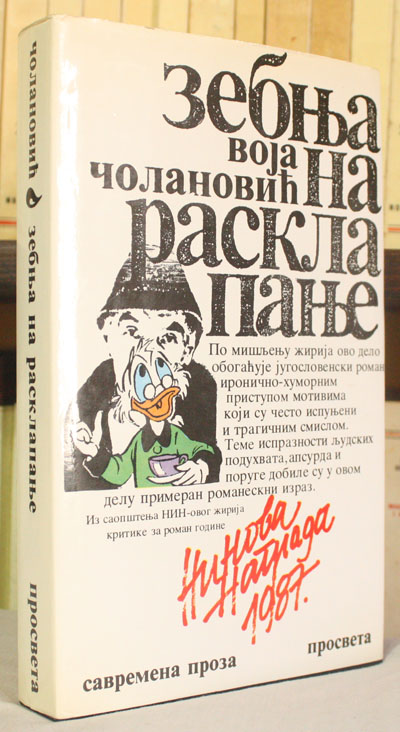 чолановић зебња на расклапање просвета
зебња
воја на
чолановић
раскла
пање
По мишљењу жирија ово дело
обогаћује југословенски роман
иронично-хуморним
приступом мотивима
који су често испуњени
и трагичним смислом.
Теме испразности људских
подухвата, апсурда и
поруге добиле су у овом
делу примеран романескни израз.
Из саопштења НИН-овог жирија
критике за роман године
Нинова
Награда
1987.
просвета
савремена проза